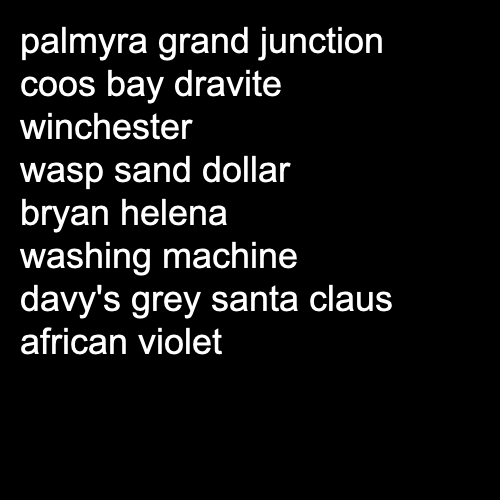 palmyra grand junction
coos bay dravite
winchester
wasp sand dollar
bryan helena
washing machine
davy's grey santa claus
african violet